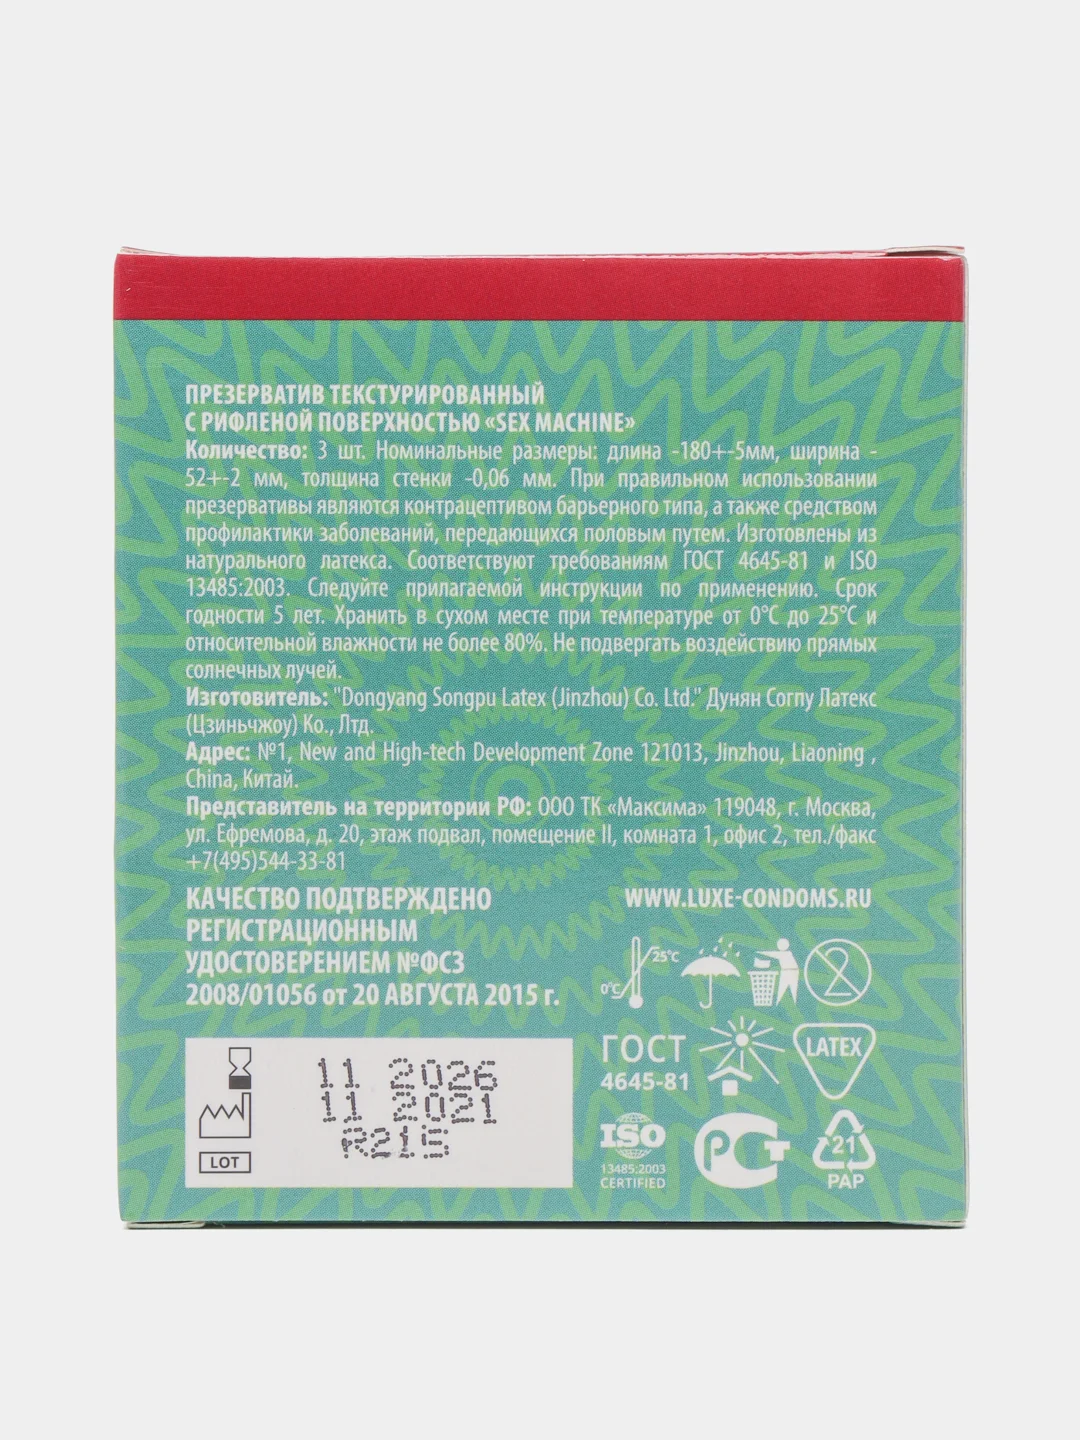 ПРЕЗЕРВАТИВ ТЕКСТУРИРОВАННЫЙ
С РИФЛЕНОЙ ПОВЕРХНОСТЬЮ «SEX MACHINE»
Количество: 3 шт. Номинальные размеры: длина -180+-5мм, ширина -
52+-2 мм, толщина стенки -0,06 мм. При правильном использовании
презервативы являются контрацептивом барьерного типа, а также средством
профилактики заболеваний, передающихся половым путем. Изготовлены из
натурального латекса. Соответствуют требованиям ГОСТ 4645-81 и ISO
13485:2003. Следуйте прилагаемой инструкции по применению. Срок
годности 5 лет. Хранить в сухом месте при температуре от 0°C до 25°C и
относительной влажности не более 80%. Не подвергать воздействию прямых
солнечных лучей.
Изготовитель: "Dongyang Songpu Latex (Jinzhou) Co. Ltd." Дунян Согпу Латекс
(Цзиньчжоу) Ко., Лтд.
Адрес: №1, New and High-tech Development Zone 121013, Jinzhou, Liaoning ,
China, Китай.
Представитель на территории РФ: ООО ТК «Максима» 119048, г. Москва,
ул. Ефремова, д. 20, этаж подвал, помещение II, комната 1, офис 2, тел./факс
+7(495)544-33-81
КАЧЕСТВО ПОДТВЕРЖДЕНО
РЕГИСТРАЦИОННЫМ
УДОСТОВЕРЕНИЕМ №ФСЗ
2008/01056 от 20 АВГУСТА 2015 г.
WWW.LUXE-CONDOMS.RU
25°C
0°C
2
ГОСТ
4645-81
LATEX
ISO
13485:2003
CERTIFIED
РСТ
21
PAP
11 2026
11 2021
LOT
R215